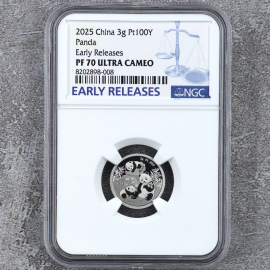 2025 China 3g Pt100Y
Panda
Early Releases
PF 70 ULTRA CAMEO
8202898-008
EARLY RELEASES
NGC